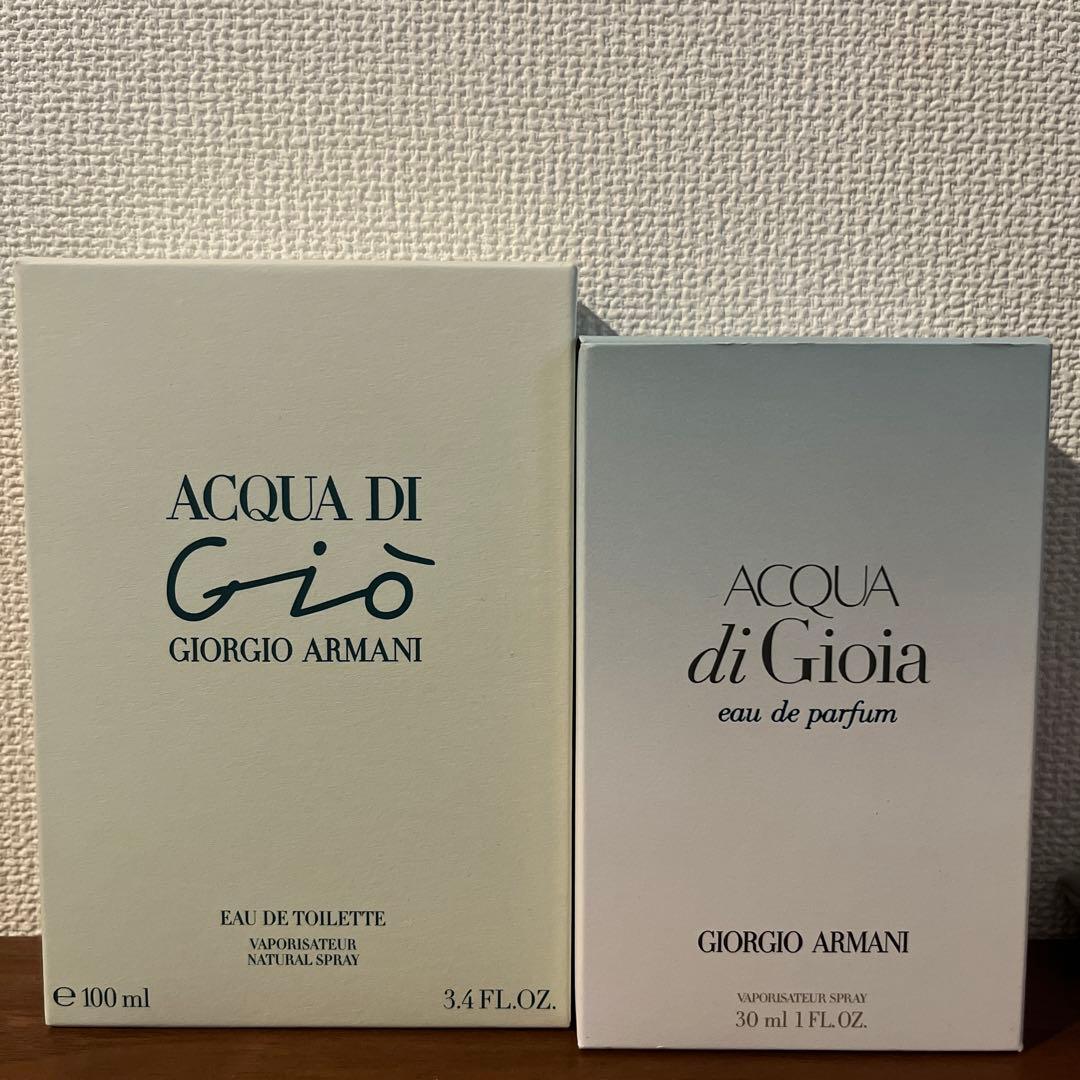 ACQUA DI
Giò
GIORGIO ARMANI
EAU DE TOILETTE
VAPORISATEUR
NATURAL SPRAY
℮ 100 ml 3.4 FL.OZ.
ACQUA
di Gioia
eau de parfum
GIORGIO ARMANI
VAPORISATEUR SPRAY
30 ml 1 FL.OZ.